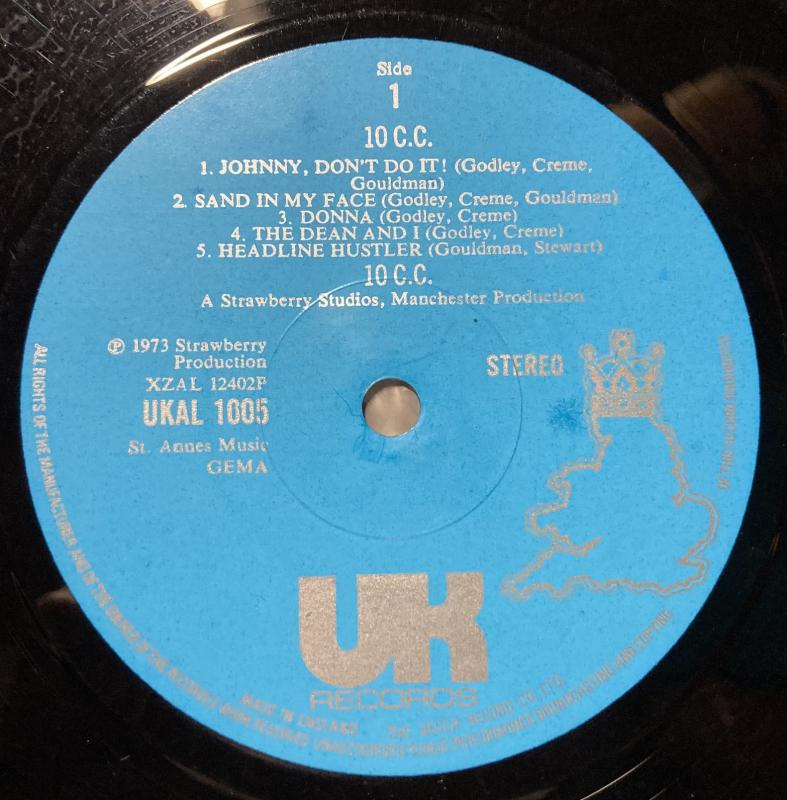 Side
1
10 C.C.
1. JOHNNY, DON'T DO IT! (Godley, Creme,
Gouldman)
2. SAND IN MY FACE (Godley, Creme, Gouldman)
3. DONNA (Godley, Creme)
4. THE DEAN AND I (Godley, Creme)
5. HEADLINE HUSTLER (Gouldman, Stewart)
10 C.C.
A Strawberry Studios, Manchester Production
℗ 1973 Strawberry
Production
XZAL 12402P
UKAL 1005
St. Annes Music
GEMA
STEREO
UK
RECORDS
MADE IN ENGLAND
THE DECCA RECORD CO. LTD.
ALL RIGHTS OF THE MANUFACTURER AND OF THE OWNER OF THE RECORDED WORK RESERVED UNAUTHORISED PUBLIC PERFORMANCE BROADCASTING AND COPYING
OF THIS RECORD PROHIBITED